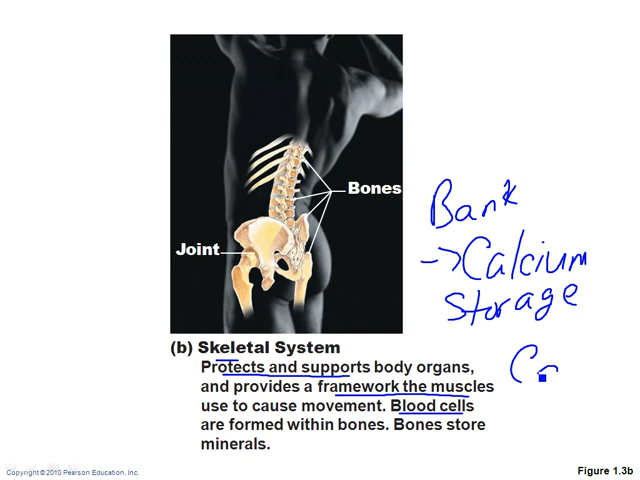 Bones
Joint
Bank
→ Calcium
storage
(b) Skeletal System
Protects and supports body organs,
and provides a framework the muscles
use to cause movement. Blood cells
are formed within bones. Bones store
minerals.
Copyright © 2010 Pearson Education, Inc.
Figure 1.3b